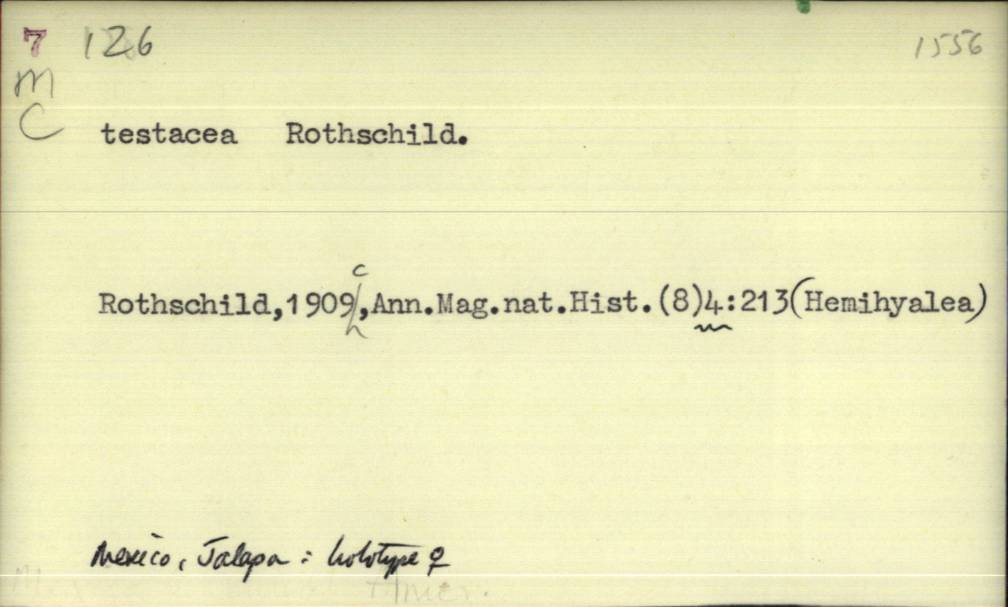 7 126 1556
m
C testacea Rothschild.
Rothschild,1909c,Ann.Mag.nat.Hist.(8)4:213(Hemihyalea)
Mexico, Jalapa : holotype ♀